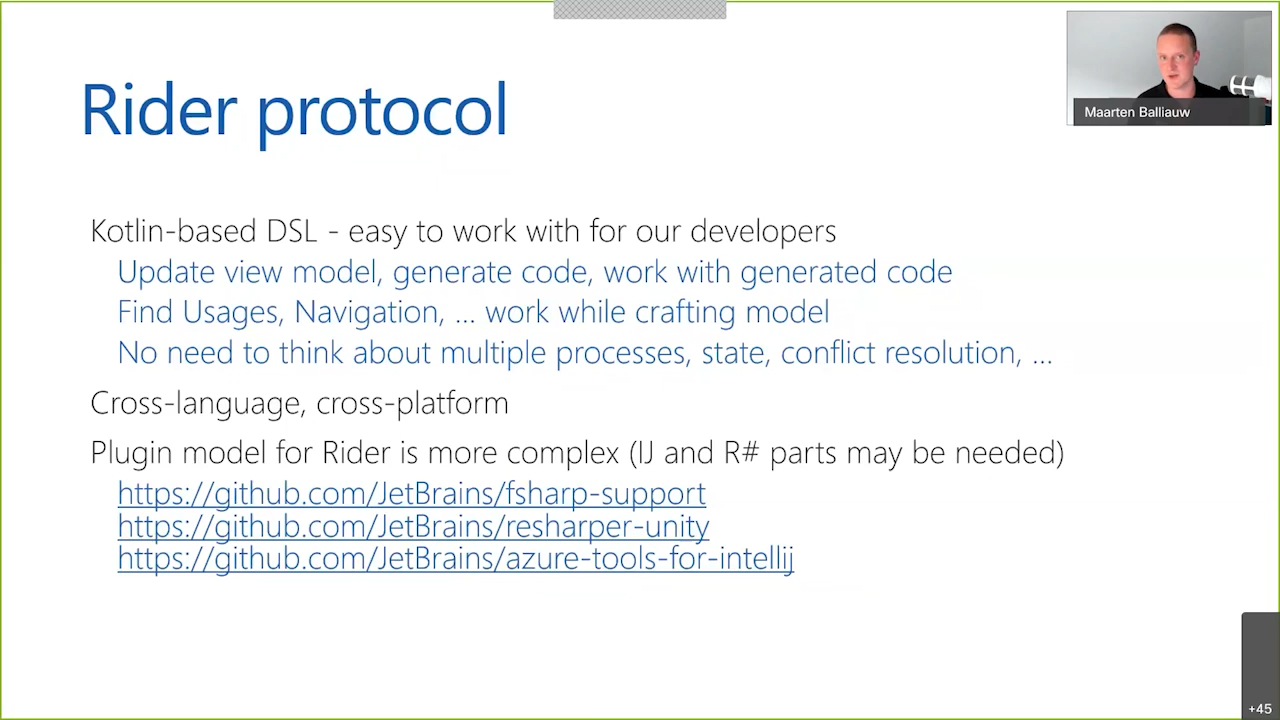 Rider protocol
Maarten Balliauw
Kotlin-based DSL - easy to work with for our developers
Update view model, generate code, work with generated code
Find Usages, Navigation, … work while crafting model
No need to think about multiple processes, state, conflict resolution, …
Cross-language, cross-platform
Plugin model for Rider is more complex (IJ and R# parts may be needed)
https://github.com/JetBrains/fsharp-support
https://github.com/JetBrains/resharper-unity
https://github.com/JetBrains/azure-tools-for-intellij
+45